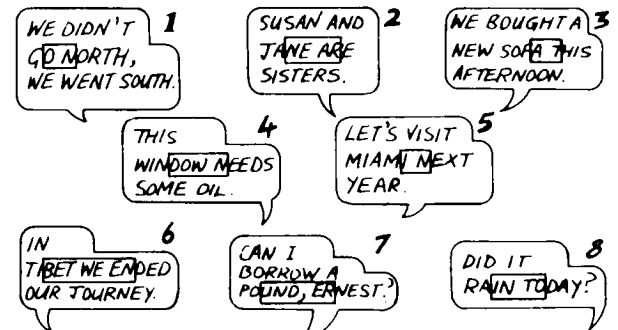 1
WE DIDN'T
GO NORTH,
WE WENT SOUTH.
2
SUSAN AND
JANE ARE
SISTERS.
3
WE BOUGHT A
NEW SOFA THIS
AFTERNOON.
4
THIS
WINDOW NEEDS
SOME OIL.
5
LET'S VISIT
MIAMI NEXT
YEAR.
6
IN
TIBET WE ENDED
OUR JOURNEY.
7
CAN I
BORROW A
POUND, ERNEST?
8
DID IT
RAIN TODAY?